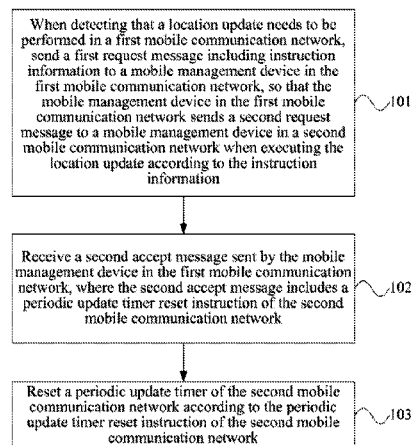 When detecting that a location update needs to be
performed in a first mobile communication network,
send a first request message including instruction
information to a mobile management device in the
first mobile communication network, so that the
mobile management device in the first mobile
communication network sends a second request
message to a mobile management device in a second
mobile communication network when executing the
location update according to the instruction
information
101
Receive a second accept message sent by the mobile
management device in the first mobile communication
network, where the second accept message includes a
periodic update timer reset instruction of the second
mobile communication network
102
Reset a periodic update timer of the second mobile
communication network according to the periodic
update timer reset instruction of the second mobile
communication network
103